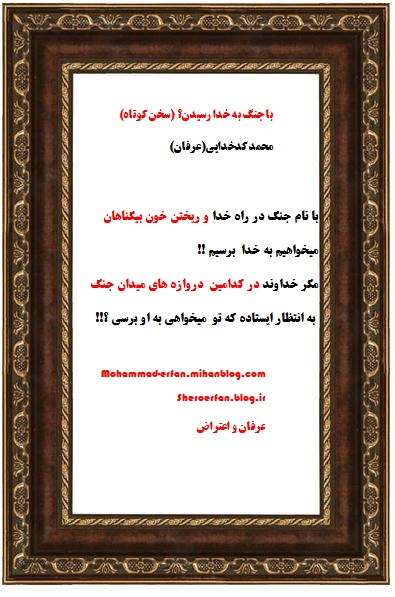 با جنگ به خدا رسیدن؟ (سخن کوتاه)
محمد کدخدایی(عرفان)
با نام جنگ در راه خدا و ریختن خون بیگناهان
میخواهیم به خدا برسیم !!
مگر خداوند در کدامین دروازه های میدان جنگ
به انتظار ایستاده که تو میخواهی به او برسی ؟!!
Mohammad-erfan.mihanblog.com
Sheroerfan.blog.ir
عرفان و اعتراض